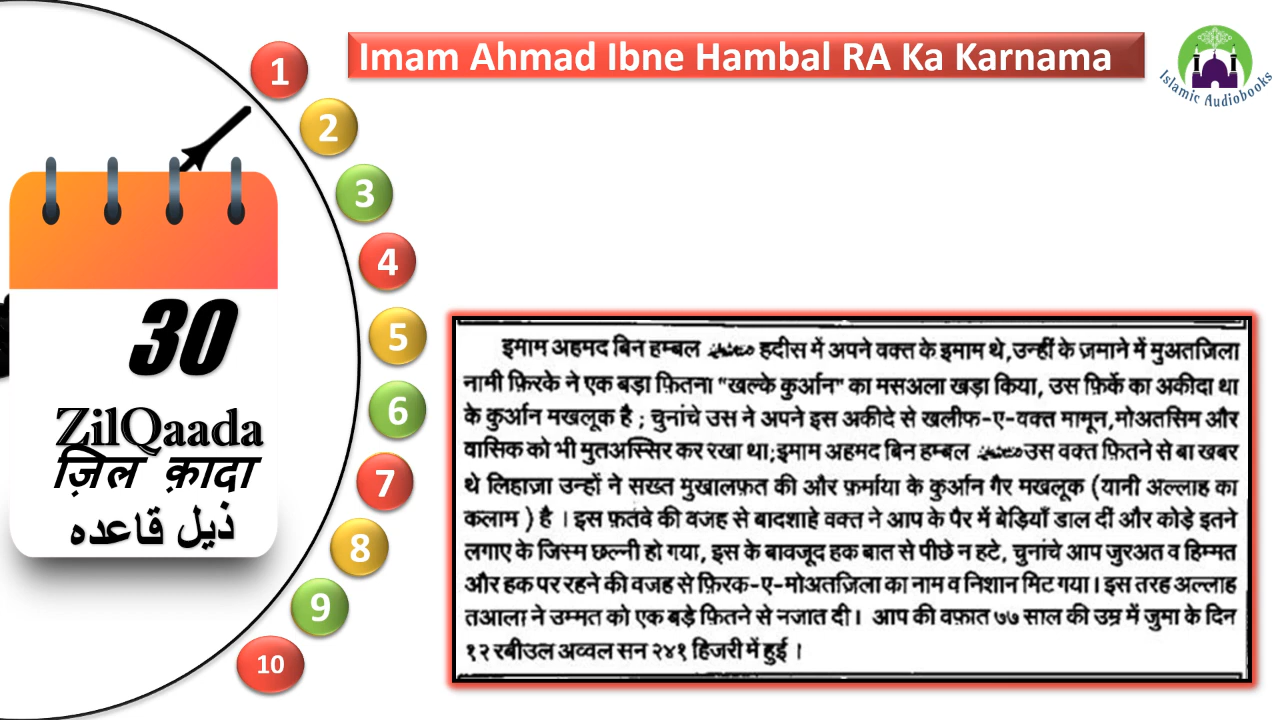 Imam Ahmad Ibne Hambal RA Ka Karnama
Islamic Audiobooks
1
2
3
4
5
6
7
8
9
10
30
ZilQaada
ज़िल क़ादा
ذیل قاعدہ
इमाम अहमद बिन हम्बल हदीस में अपने वक्त के इमाम थे,उन्हीं के ज़माने में मुअतज़िला
नामी फ़िरके ने एक बड़ा फ़ितना "खल्के कुर्आन" का मसअला खड़ा किया, उस फ़िर्के का अकीदा था
के कुर्आन मखलूक है ; चुनांचे उस ने अपने इस अकीदे से खलीफ-ए-वक्त मामून,मोअतसिम और
वासिक को भी मुतअस्सिर कर रखा था;इमाम अहमद बिन हम्बल उस वक्त फ़ितने से बा खबर
थे लिहाज़ा उन्हों ने सख्त मुखालफ़त की और फ़र्माया के कुर्आन गैर मखलूक (यानी अल्लाह का
कलाम ) है । इस फ़तवे की वजह से बादशाहे वक्त ने आप के पैर में बेड़ियाँ डाल दीं और कोड़े इतने
लगाए के जिस्म छल्नी हो गया, इस के बावजूद हक बात से पीछे न हटे, चुनांचे आप जुरअत व हिम्मत
और हक पर रहने की वजह से फ़िरक-ए-मोअतज़िला का नाम व निशान मिट गया। इस तरह अल्लाह
तआला ने उम्मत को एक बड़े फ़ितने से नजात दी। आप की वफ़ात ७७ साल की उम्र में जुमा के दिन
१२ रबीउल अव्वल सन २४१ हिजरी में हुई ।